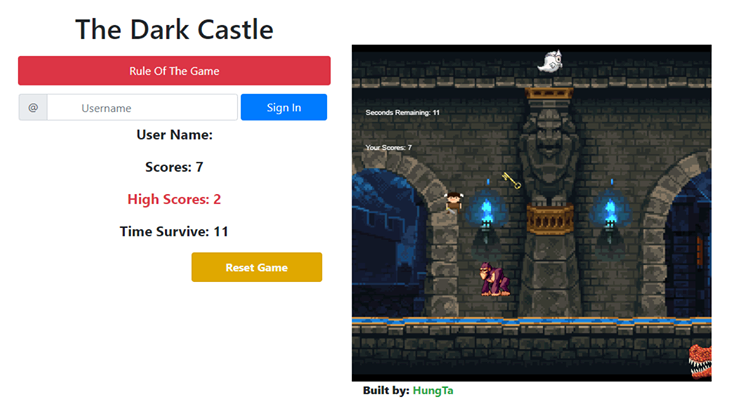 The Dark Castle
Rule Of The Game
@ Username Sign In
User Name:
Scores: 7
High Scores: 2
Time Survive: 11
Reset Game
Seconds Remaining: 11
Your Scores: 7
Built by: HungTa